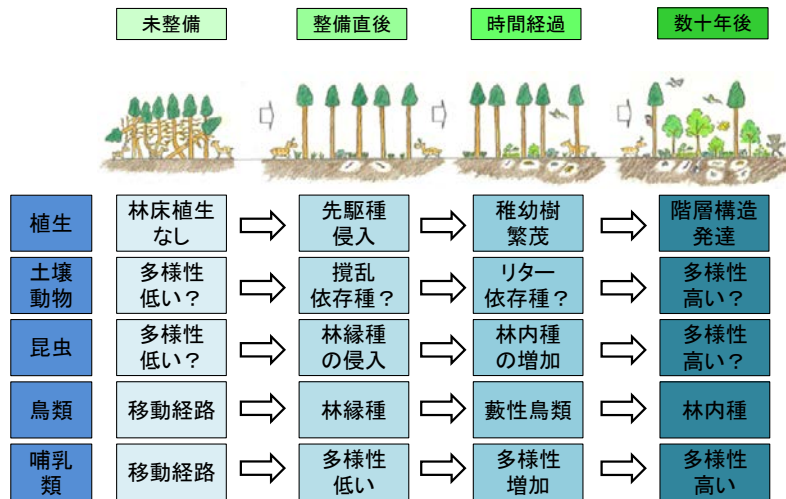 未整備
整備直後
時間経過
数十年後
植生
林床植生
なし
先駆種
侵入
稚幼樹
繁茂
階層構造
発達
土壌
動物
多様性
低い？
撹乱
依存種？
リター
依存種？
多様性
高い？
昆虫
多様性
低い？
林縁種
の侵入
林内種
の増加
多様性
高い？
鳥類
移動経路
林縁種
藪性鳥類
林内種
哺乳
類
移動経路
多様性
低い
多様性
増加
多様性
高い